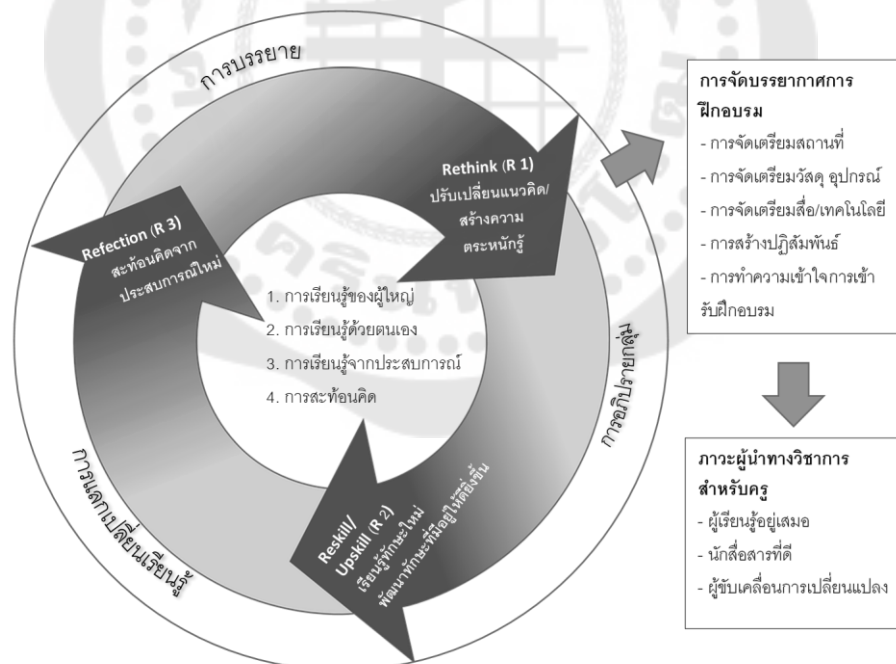 การบรรยาย
Rethink (R 1)
ปรับเปลี่ยนแนวคิด/
สร้างความ
ตระหนักรู้
Refection (R 3)
สะท้อนคิดจาก
ประสบการณ์ใหม่
1. การเรียนรู้ของผู้ใหญ่
2. การเรียนรู้ด้วยตนเอง
3. การเรียนรู้จากประสบการณ์
4. การสะท้อนคิด
การอภิปรายกลุ่ม
Reskill/
Upskill (R 2)
เรียนรู้ทักษะใหม่
พัฒนาทักษะที่มีอยู่ให้ดียิ่งขึ้น
การแลกเปลี่ยนเรียนรู้
การจัดบรรยากาศการ
ฝึกอบรม
- การจัดเตรียมสถานที่
- การจัดเตรียมวัสดุ อุปกรณ์
- การจัดเตรียมสื่อ/เทคโนโลยี
- การสร้างปฏิสัมพันธ์
- การทำความเข้าใจการเข้า
รับฝึกอบรม
ภาวะผู้นำทางวิชาการ
สำหรับครู
- ผู้เรียนรู้อยู่เสมอ
- นักสื่อสารที่ดี
- ผู้ขับเคลื่อนการเปลี่ยนแปลง